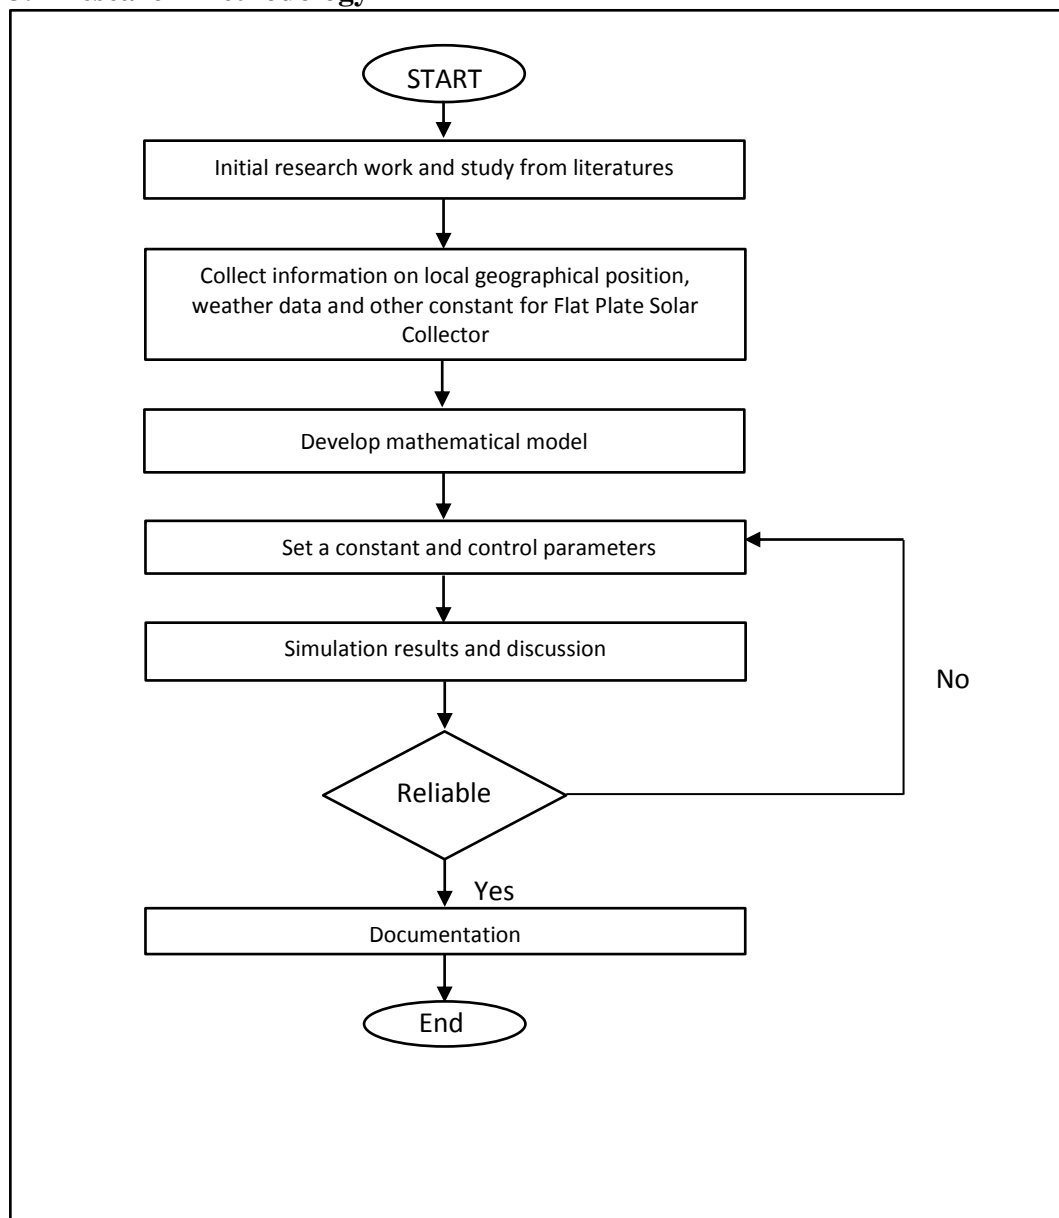 START
Initial research work and study from literatures
Collect information on local geographical position,
weather data and other constant for Flat Plate Solar
Collector
Develop mathematical model
Set a constant and control parameters
Simulation results and discussion
No
Reliable
Yes
Documentation
End